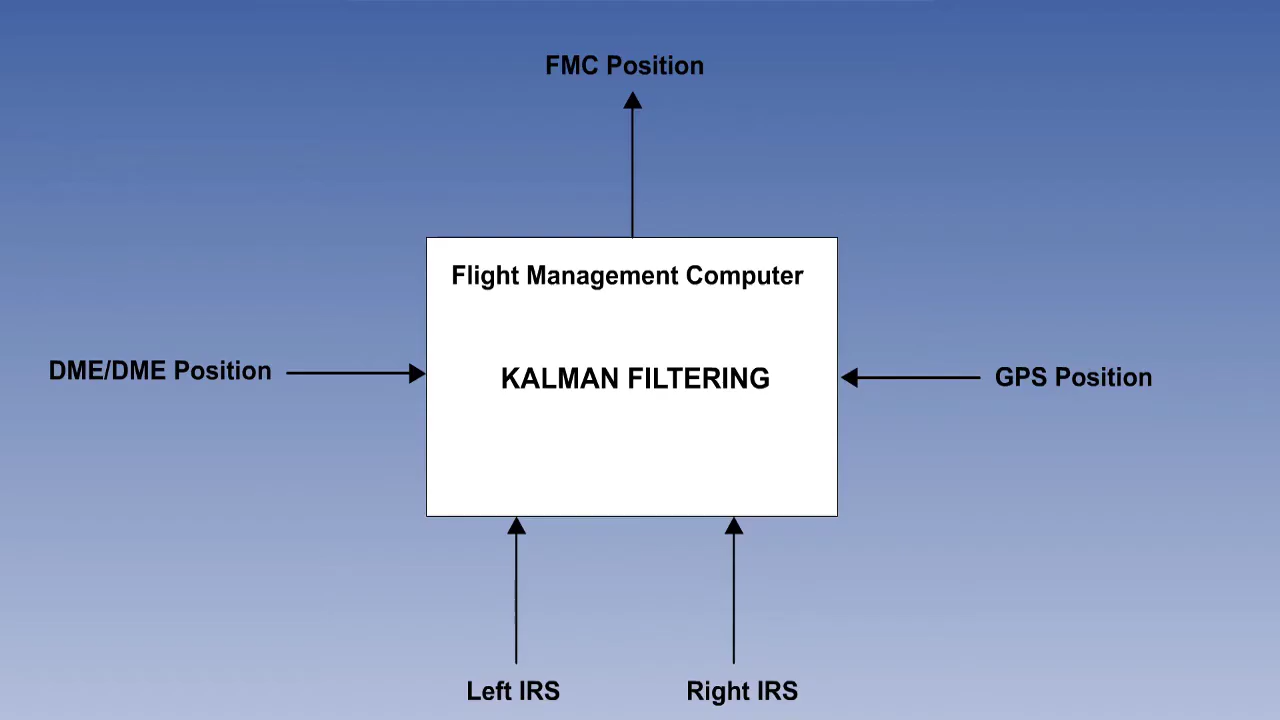 FMC Position
Flight Management Computer
KALMAN FILTERING
DME/DME Position
GPS Position
Left IRS
Right IRS